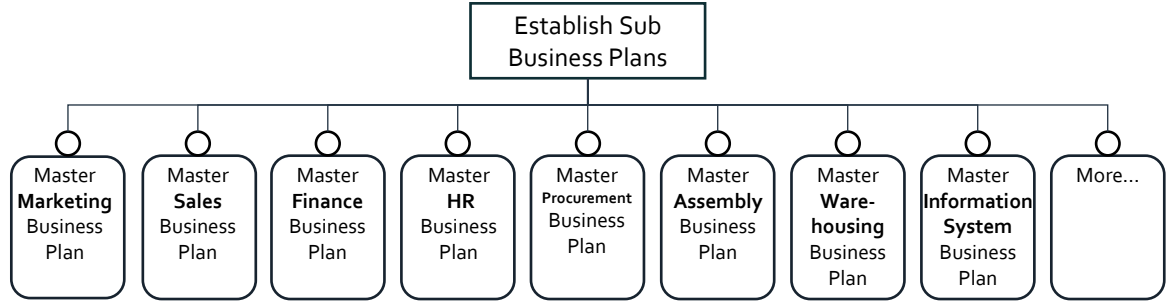 Establish Sub
Business Plans
Master
Marketing
Business
Plan
Master
Sales
Business
Plan
Master
Finance
Business
Plan
Master
HR
Business
Plan
Master
Procurement
Business
Plan
Master
Assembly
Business
Plan
Master
Ware-
housing
Business
Plan
Master
Information
System
Business
Plan
More...